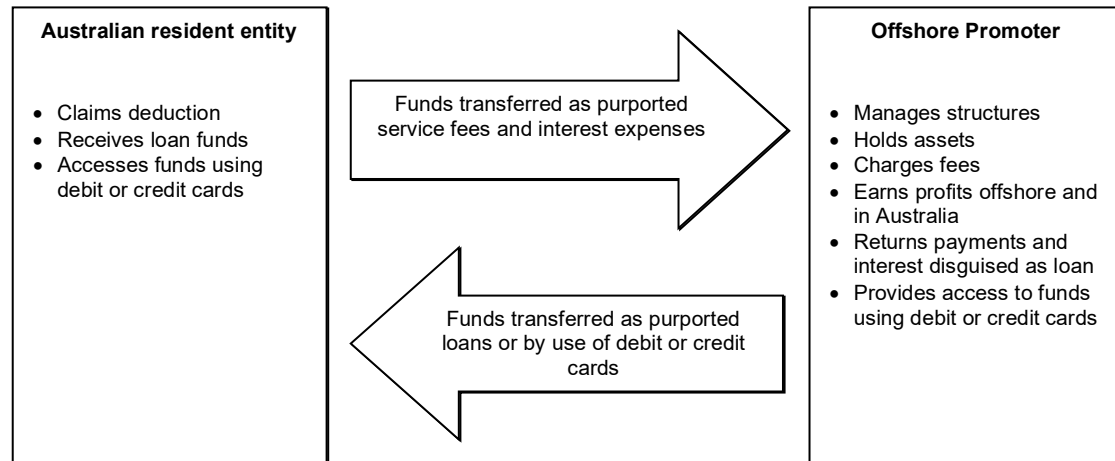 Australian resident entity
• Claims deduction
• Receives loan funds
• Accesses funds using
debit or credit cards
Funds transferred as purported
service fees and interest expenses
Funds transferred as purported
loans or by use of debit or credit
cards
Offshore Promoter
• Manages structures
• Holds assets
• Charges fees
• Earns profits offshore and
in Australia
• Returns payments and
interest disguised as loan
• Provides access to funds
using debit or credit cards